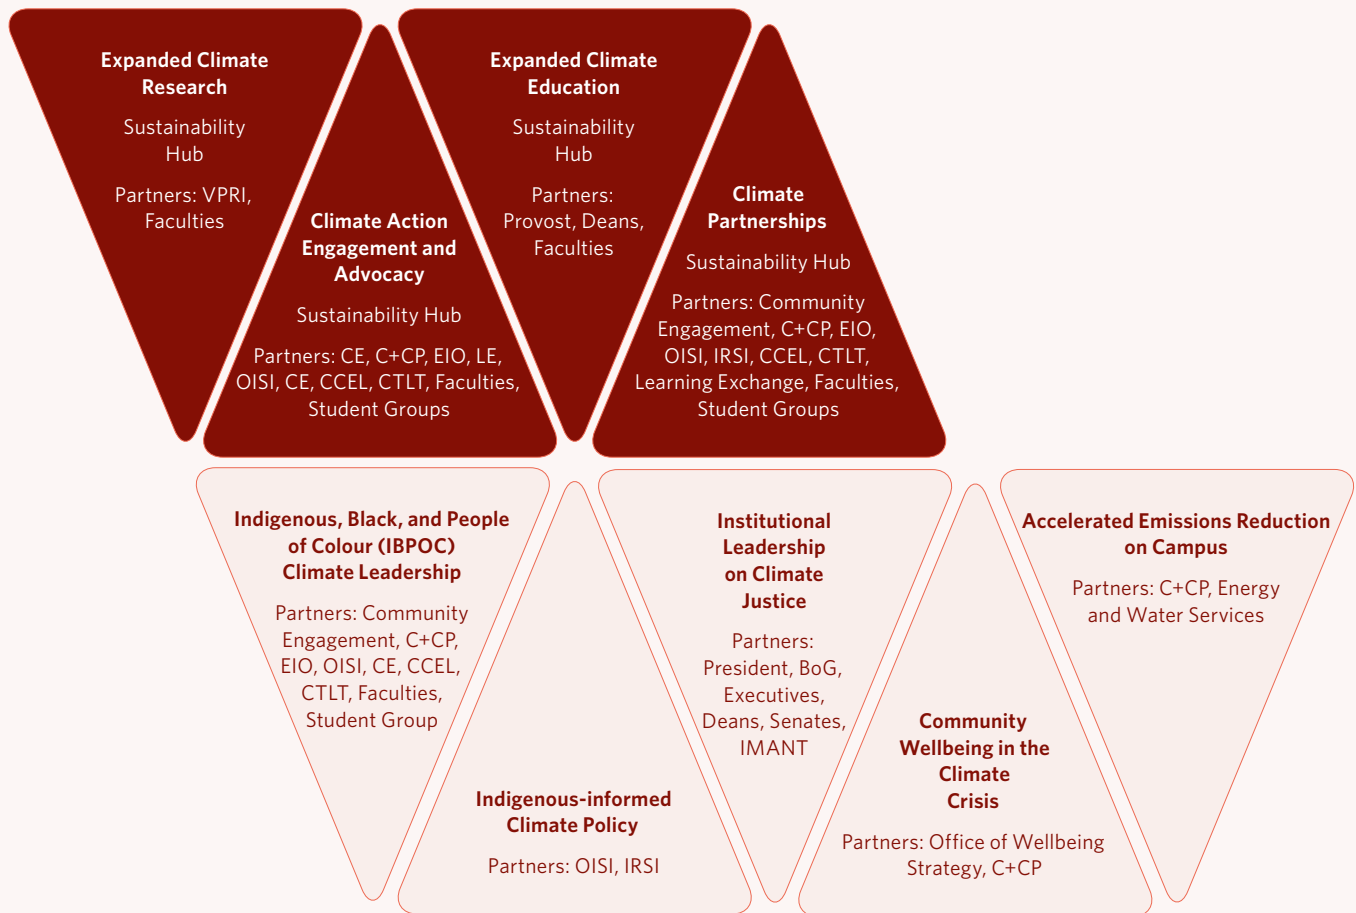 Expanded Climate
Research
Sustainability
Hub
Partners: VPRI,
Faculties
Climate Action
Engagement and
Advocacy
Sustainability Hub
Partners: CE, C+CP, EIO, LE,
OISI, CE, CCEL, CTLT, Faculties,
Student Groups
Expanded Climate
Education
Sustainability
Hub
Partners:
Provost, Deans,
Faculties
Climate
Partnerships
Sustainability Hub
Partners: Community
Engagement, C+CP, EIO,
OISI, IRSI, CCEL, CTLT,
Learning Exchange, Faculties,
Student Groups
Indigenous, Black, and People
of Colour (IBPOC)
Climate Leadership
Partners: Community
Engagement, C+CP,
EIO, OISI, CE, CCEL,
CTLT, Faculties,
Student Group
Indigenous-informed
Climate Policy
Partners: OISI, IRSI
Institutional
Leadership
on Climate
Justice
Partners:
President, BoG,
Executives,
Deans, Senates,
IMANT
Community
Wellbeing in the
Climate
Crisis
Partners: Office of Wellbeing
Strategy, C+CP
Accelerated Emissions Reduction
on Campus
Partners: C+CP, Energy
and Water Services